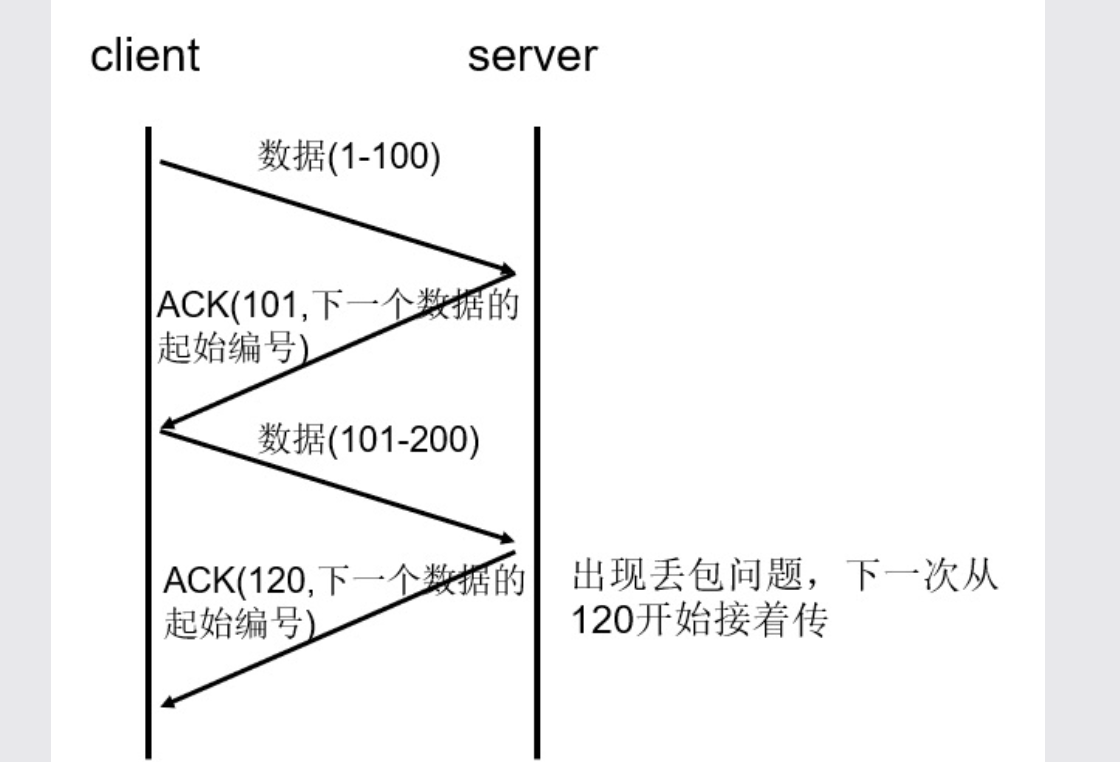 client
server
数据(1-100)
ACK(101,下一个数据的
起始编号)
数据(101-200)
ACK(120,下一个数据的
起始编号)
出现丢包问题，下一次从
120开始接着传